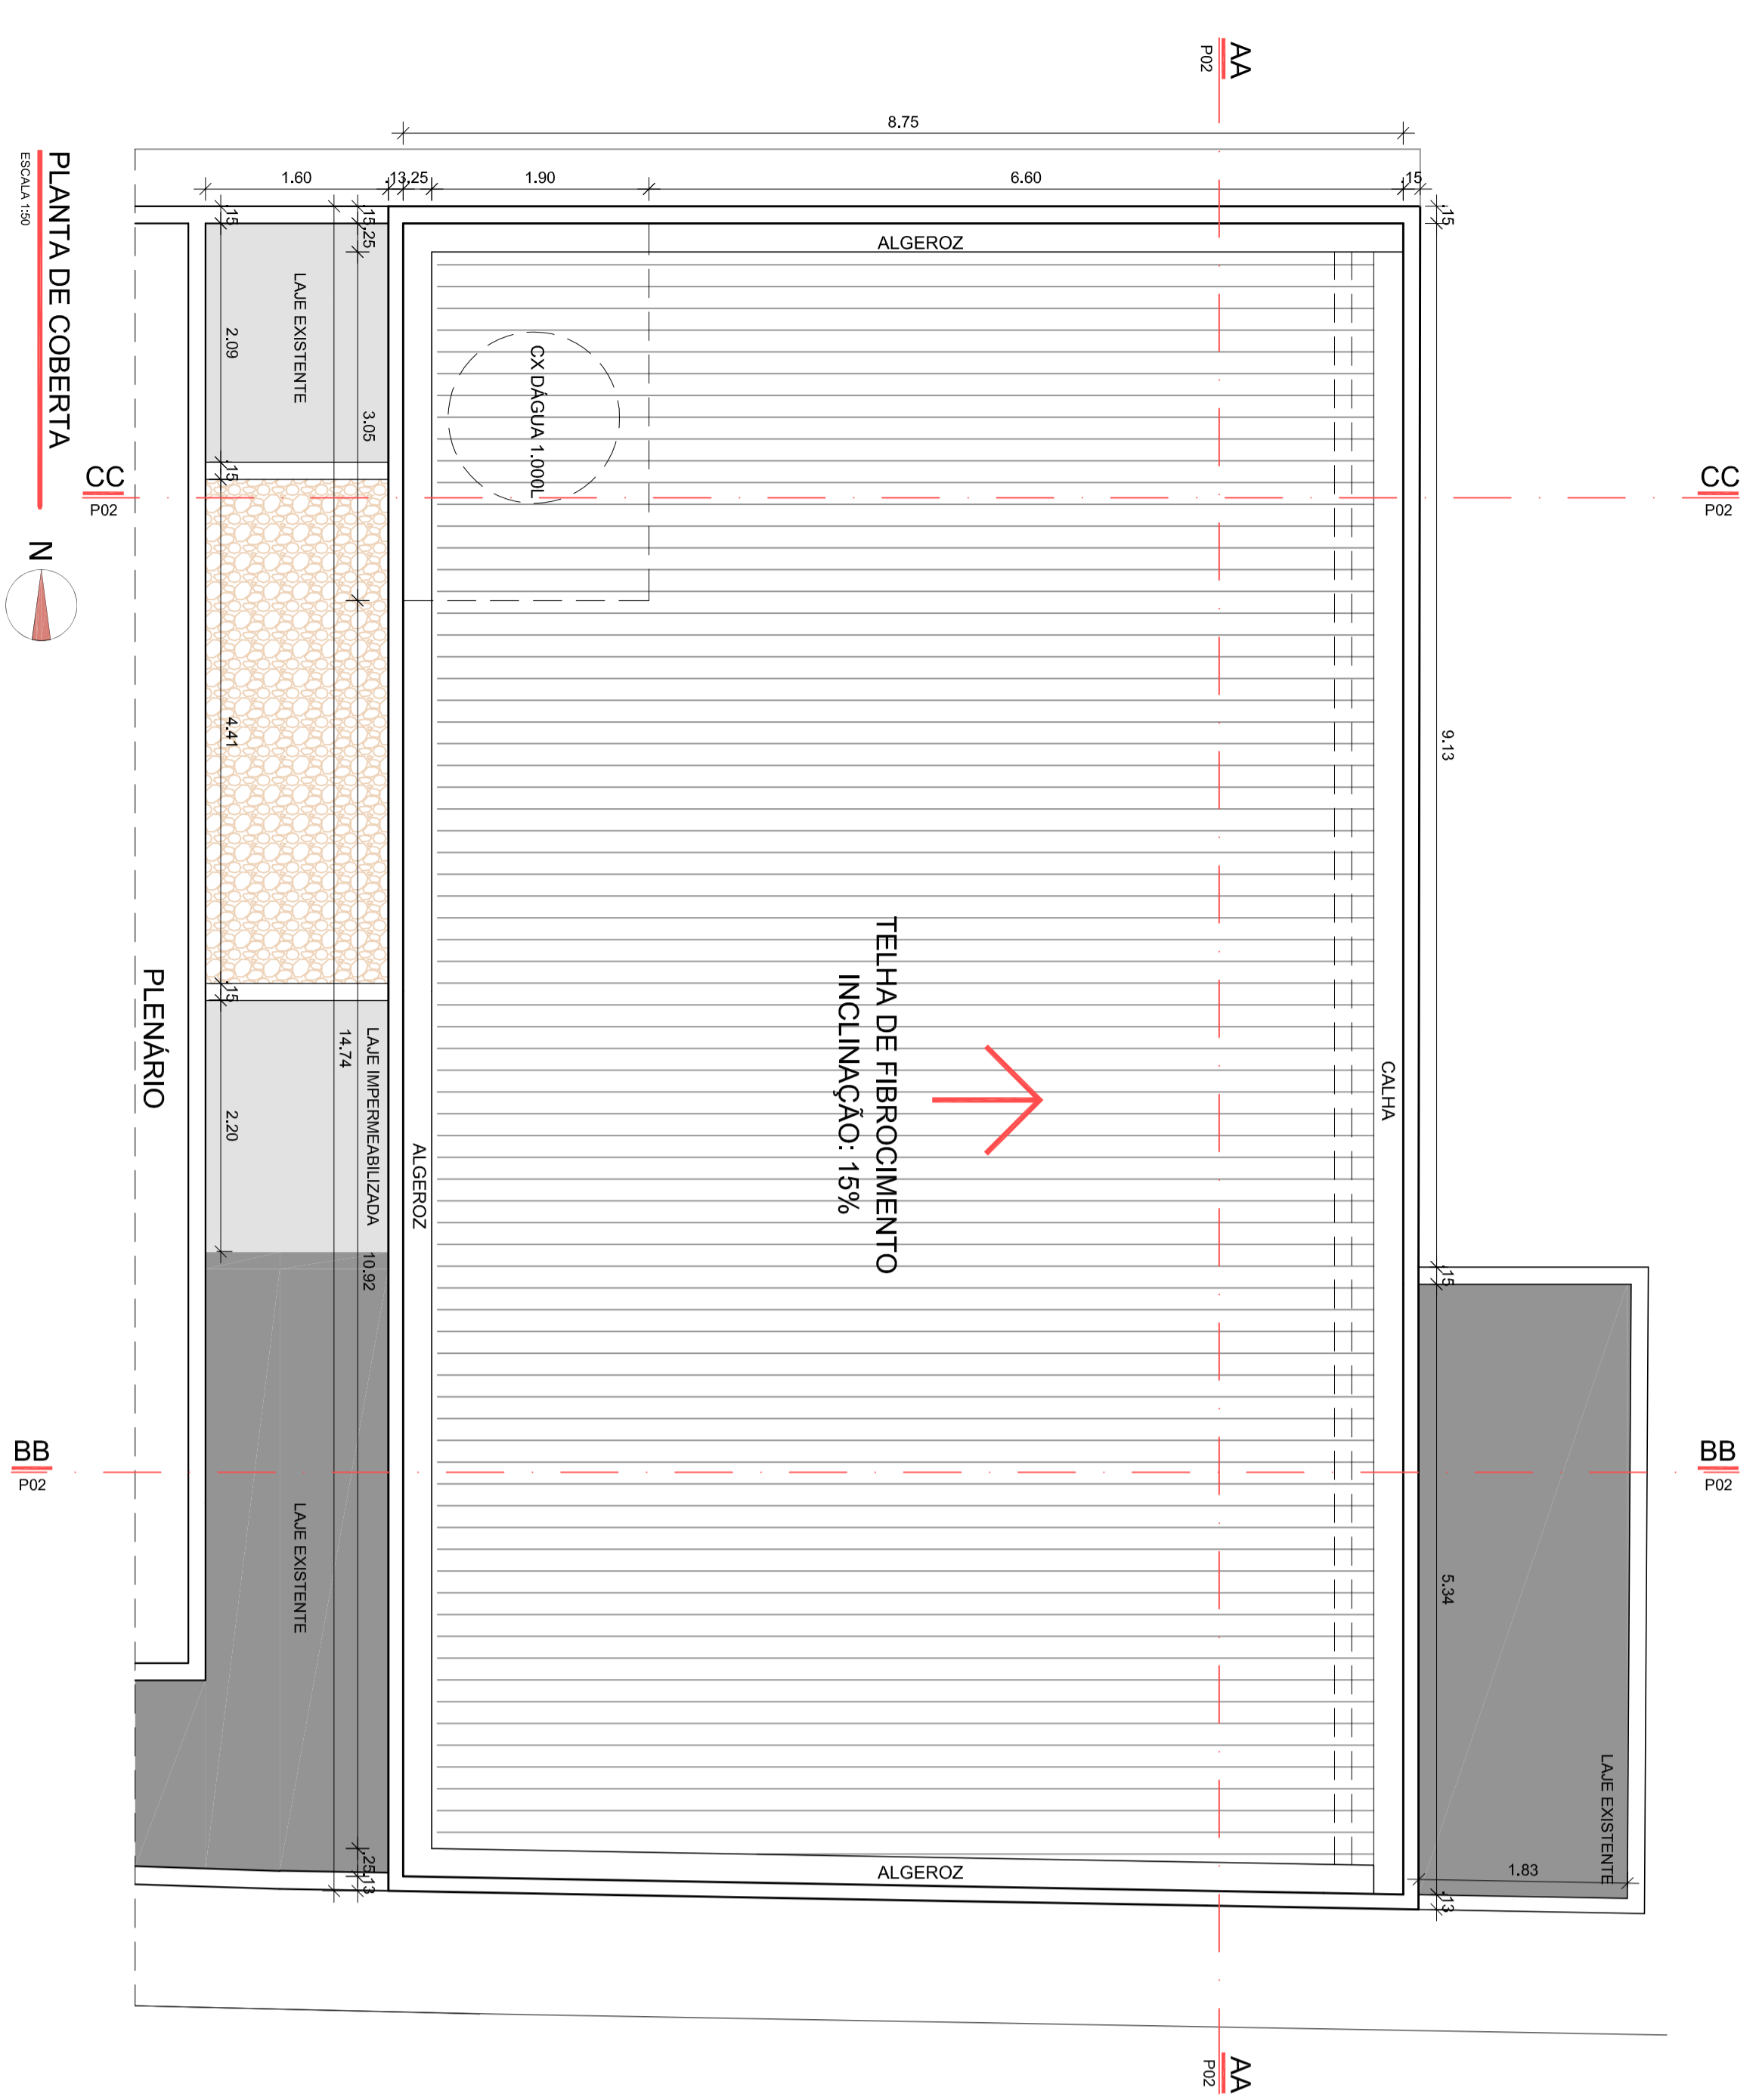 AA
P02
8.75
1.60
.13
.25
1.90
6.60
.15
PLANTA DE COBERTA
ESCALA 1:50
N
.15
2.09
.15
4.41
.15
2.20
LAJE EXISTENTE
.15
.25
3.05
14.74
LAJE IMPERMEABILIZADA
10.92
.25
.13
LAJE EXISTENTE
PLENÁRIO
ALGEROZ
CX DÁGUA 1.000L
CC
P02
CC
P02
TELHA DE FIBROCIMENTO
INCLINAÇÃO: 15%
CALHA
ALGEROZ
ALGEROZ
.15
9.13
.15
5.34
.13
1.83
LAJE EXISTENTE
BB
P02
BB
P02
AA
P02